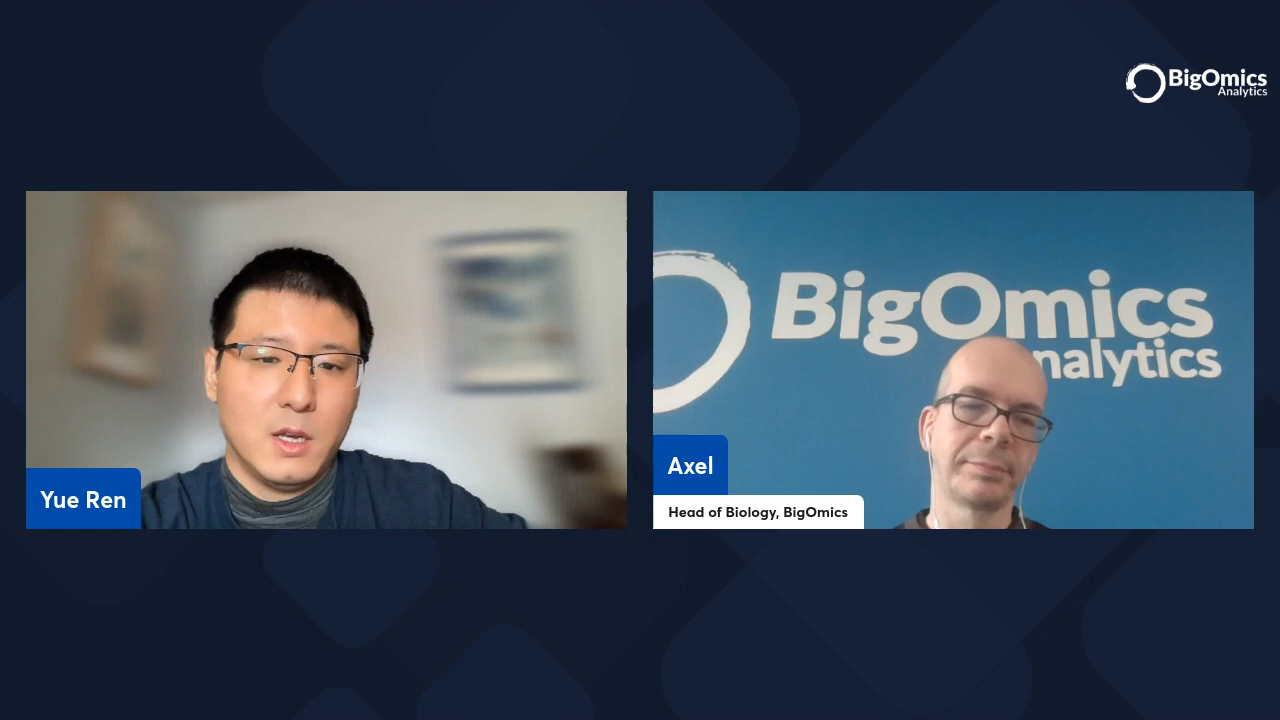 BigOmics
Analytics
BigOmics
nalytics
Yue Ren
Axel
Head of Biology, BigOmics